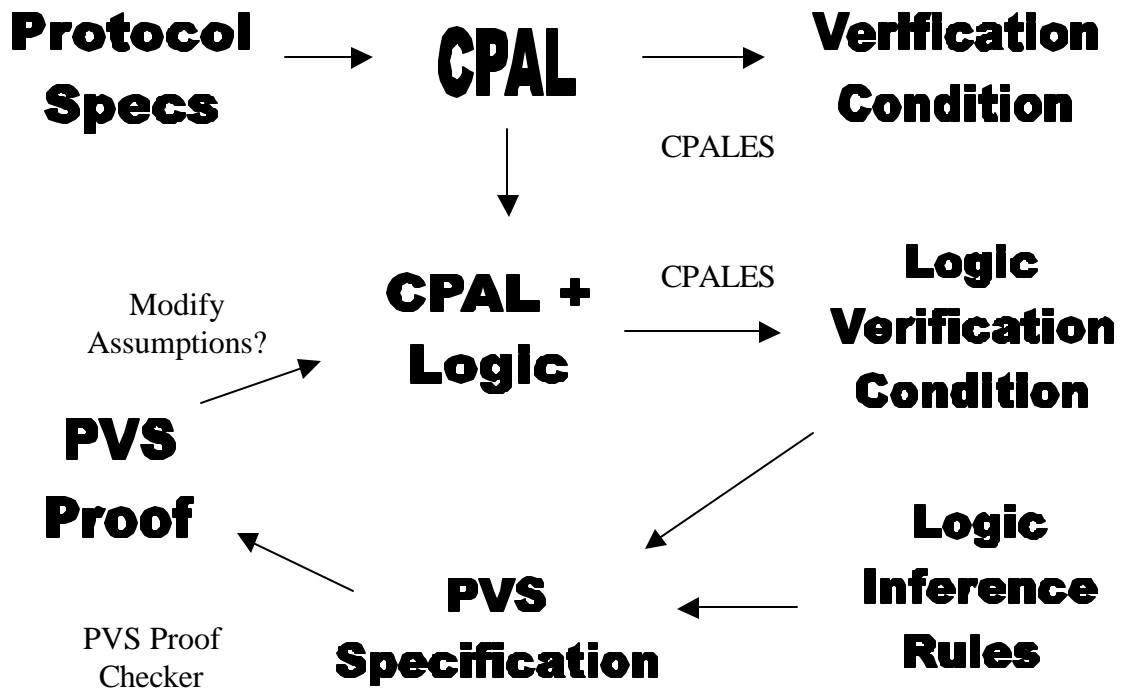 Protocol
Specs
CPAL
Verification
Condition
CPALES
CPALES
Modify
Assumptions?
CPAL +
Logic
Logic
Verification
Condition
PVS
Proof
Logic
Inference
Rules
PVS
Specification
PVS Proof
Checker